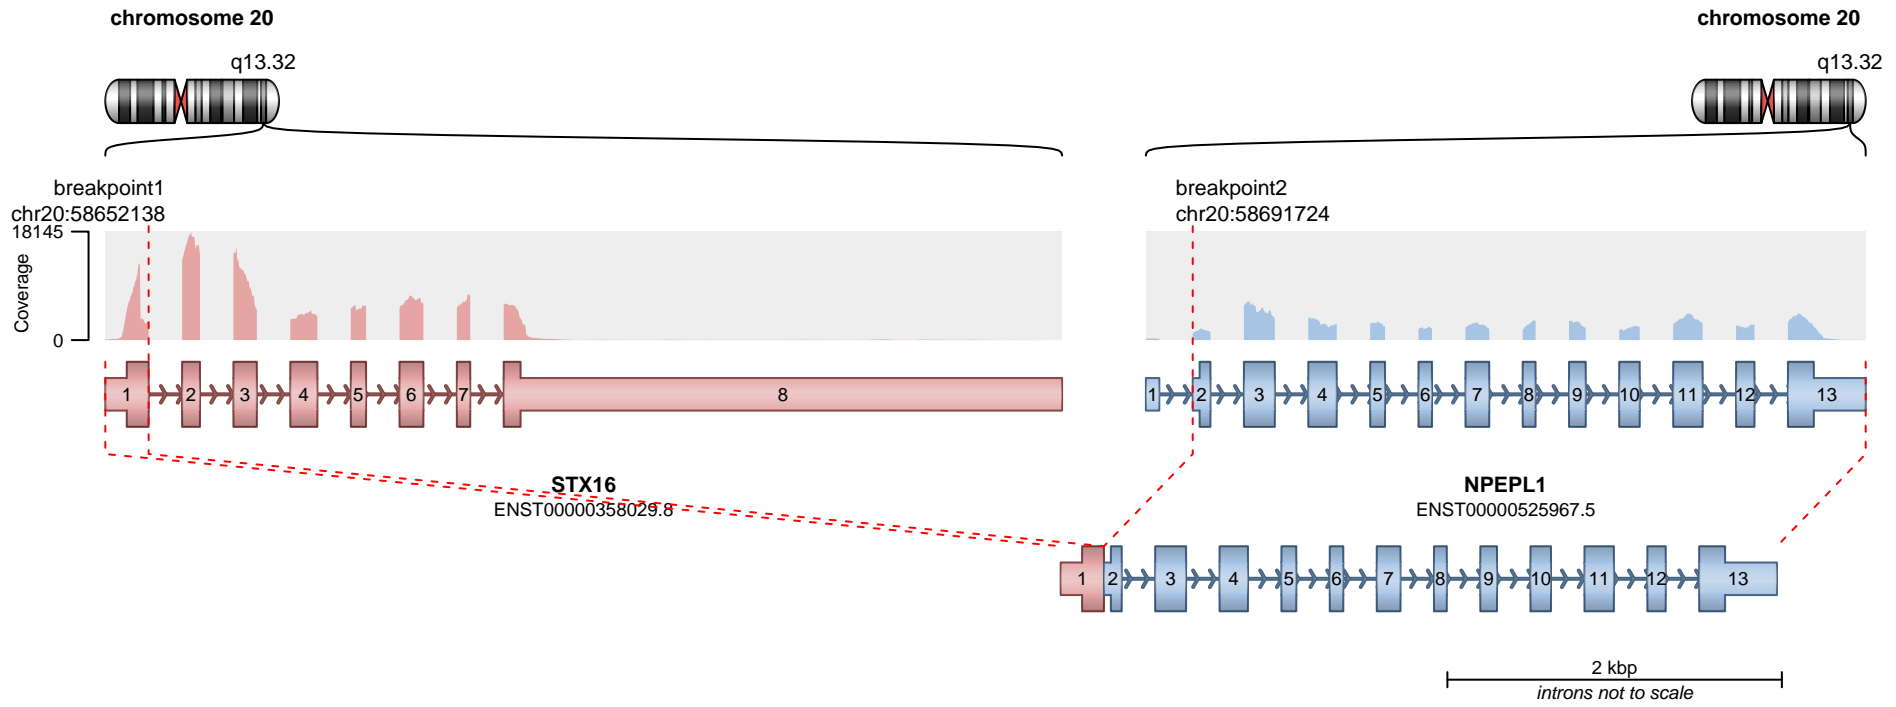 chromosome 20
chromosome 20
q13.32
q13.32
breakpoint1
chr20:58652138
breakpoint2
chr20:58691724
18145
Coverage
0
1 2 3 4 5 6 7 8
1 2 3 4 5 6 7 8 9 10 11 12 13
STX16
ENST00000358029.8
NPEPL1
ENST00000525967.5
1 2 3 4 5 6 7 8 9 10 11 12 13
2 kbp
introns not to scale